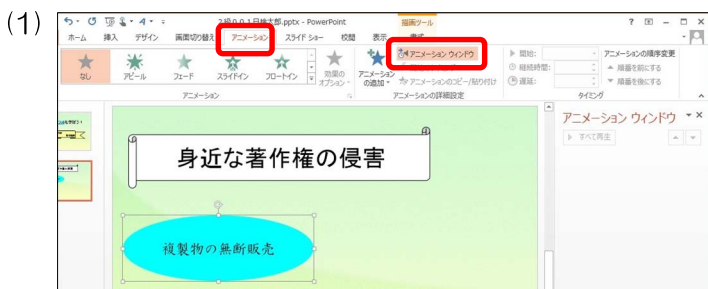 (1)
2級001日検太郎.pptx - PowerPoint
描画ツール
ホーム 挿入 デザイン 画面切り替え アニメーション スライド ショー 校閲 表示 書式
なし アピール フェード スライドイン フロートイン
効果のオプション
アニメーションの追加
アニメーション ウィンドウ
アニメーションのコピー/貼り付け
開始:
継続時間:
遅延:
アニメーションの順序変更
順番を前にする
順番を後にする
アニメーション アニメーションの詳細設定 タイミング
身近な著作権の侵害
複製物の無断販売
アニメーション ウィンドウ
すべて再生